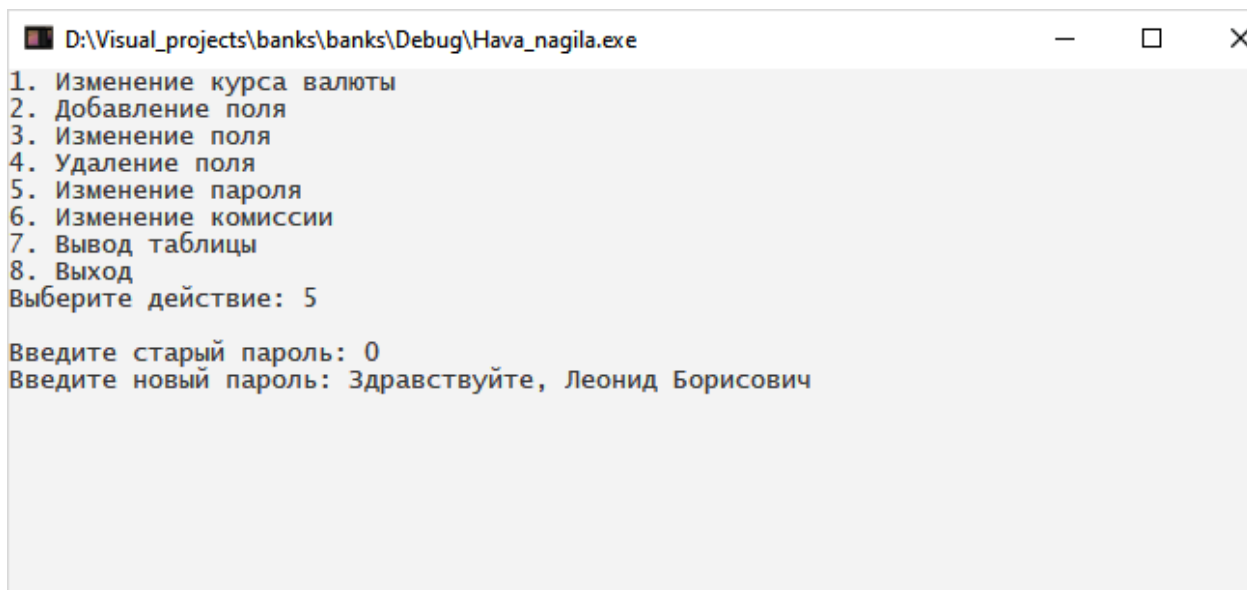 D:\Visual_projects\banks\banks\Debug\Hava_nagila.exe
1. Изменение курса валюты
2. Добавление поля
3. Изменение поля
4. Удаление поля
5. Изменение пароля
6. Изменение комиссии
7. Вывод таблицы
8. Выход
Выберите действие: 5
Введите старый пароль: 0
Введите новый пароль: Здравствуйте, Леонид Борисович